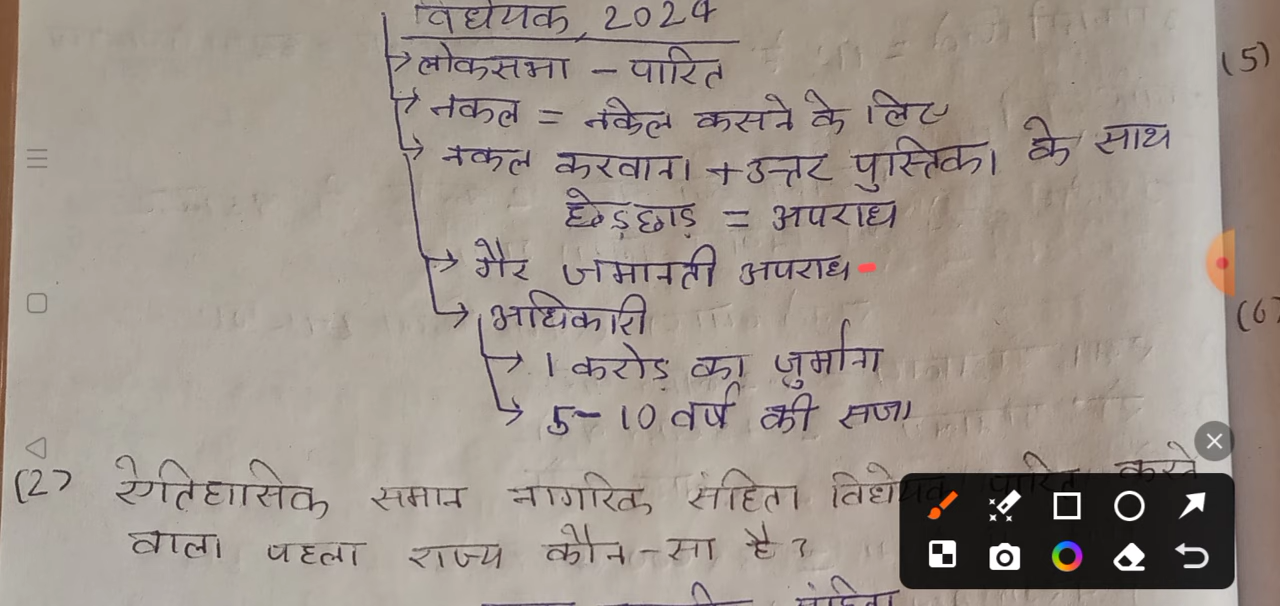 विधेयक, 2024
→ लोकसभा - पारित
→ नकल = नकेल कसने के लिए
→ नकल करवाना + उत्तर पुस्तिका के साथ
छेड़छाड़ = अपराध
→ गैर जमानती अपराध
→ अधिकारी
→ 1 करोड़ का जुर्माना
→ 5-10 वर्ष की सजा
(2) ऐतिहासिक समान नागरिक संहिता विधेयक पारित करने
वाला पहला राज्य कौन-सा है?
संहिता
(5)
(6)